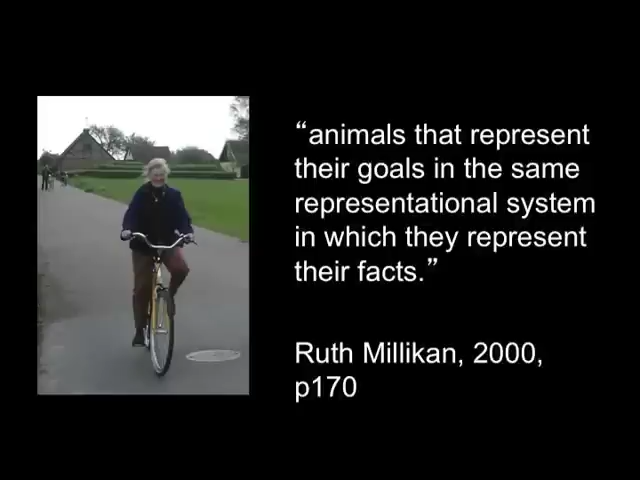 “animals that represent
their goals in the same
representational system
in which they represent
their facts.”
Ruth Millikan, 2000,
p170